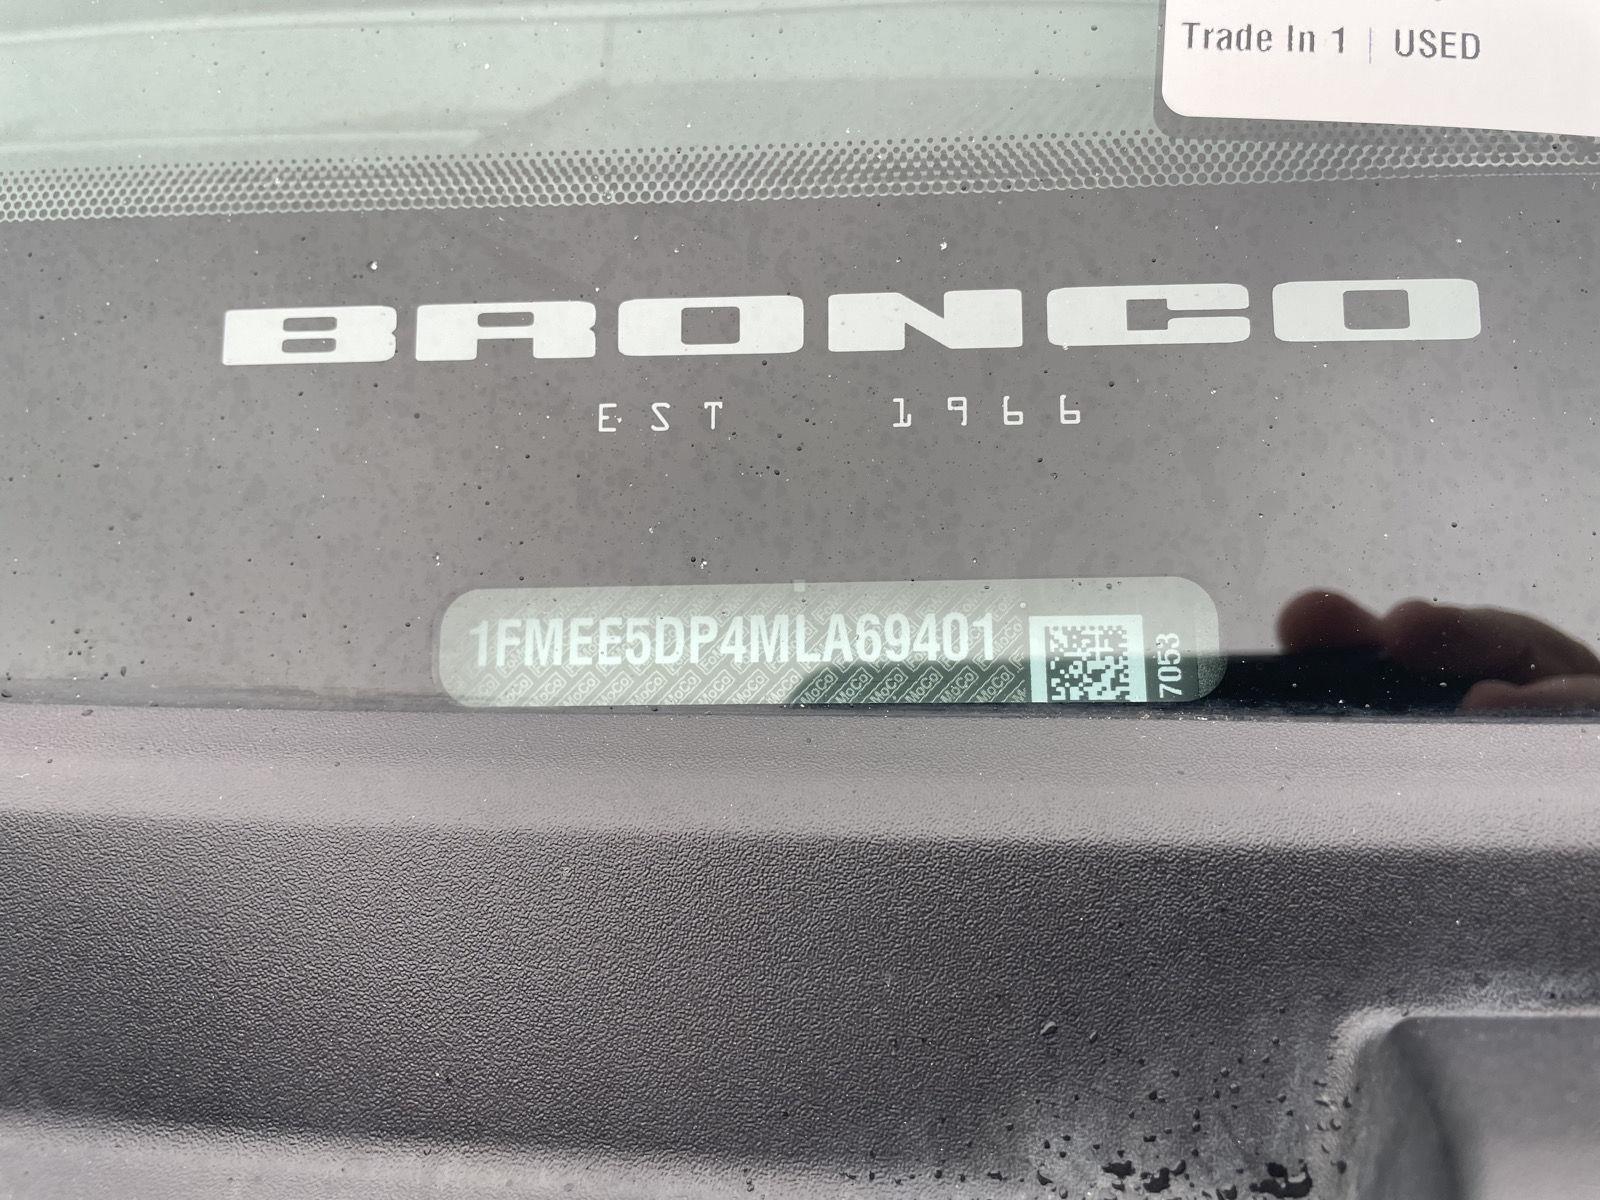 Trade In 1 | USED
BRONCO
EST 1966
1FMEE5DP4MLA69401
7053